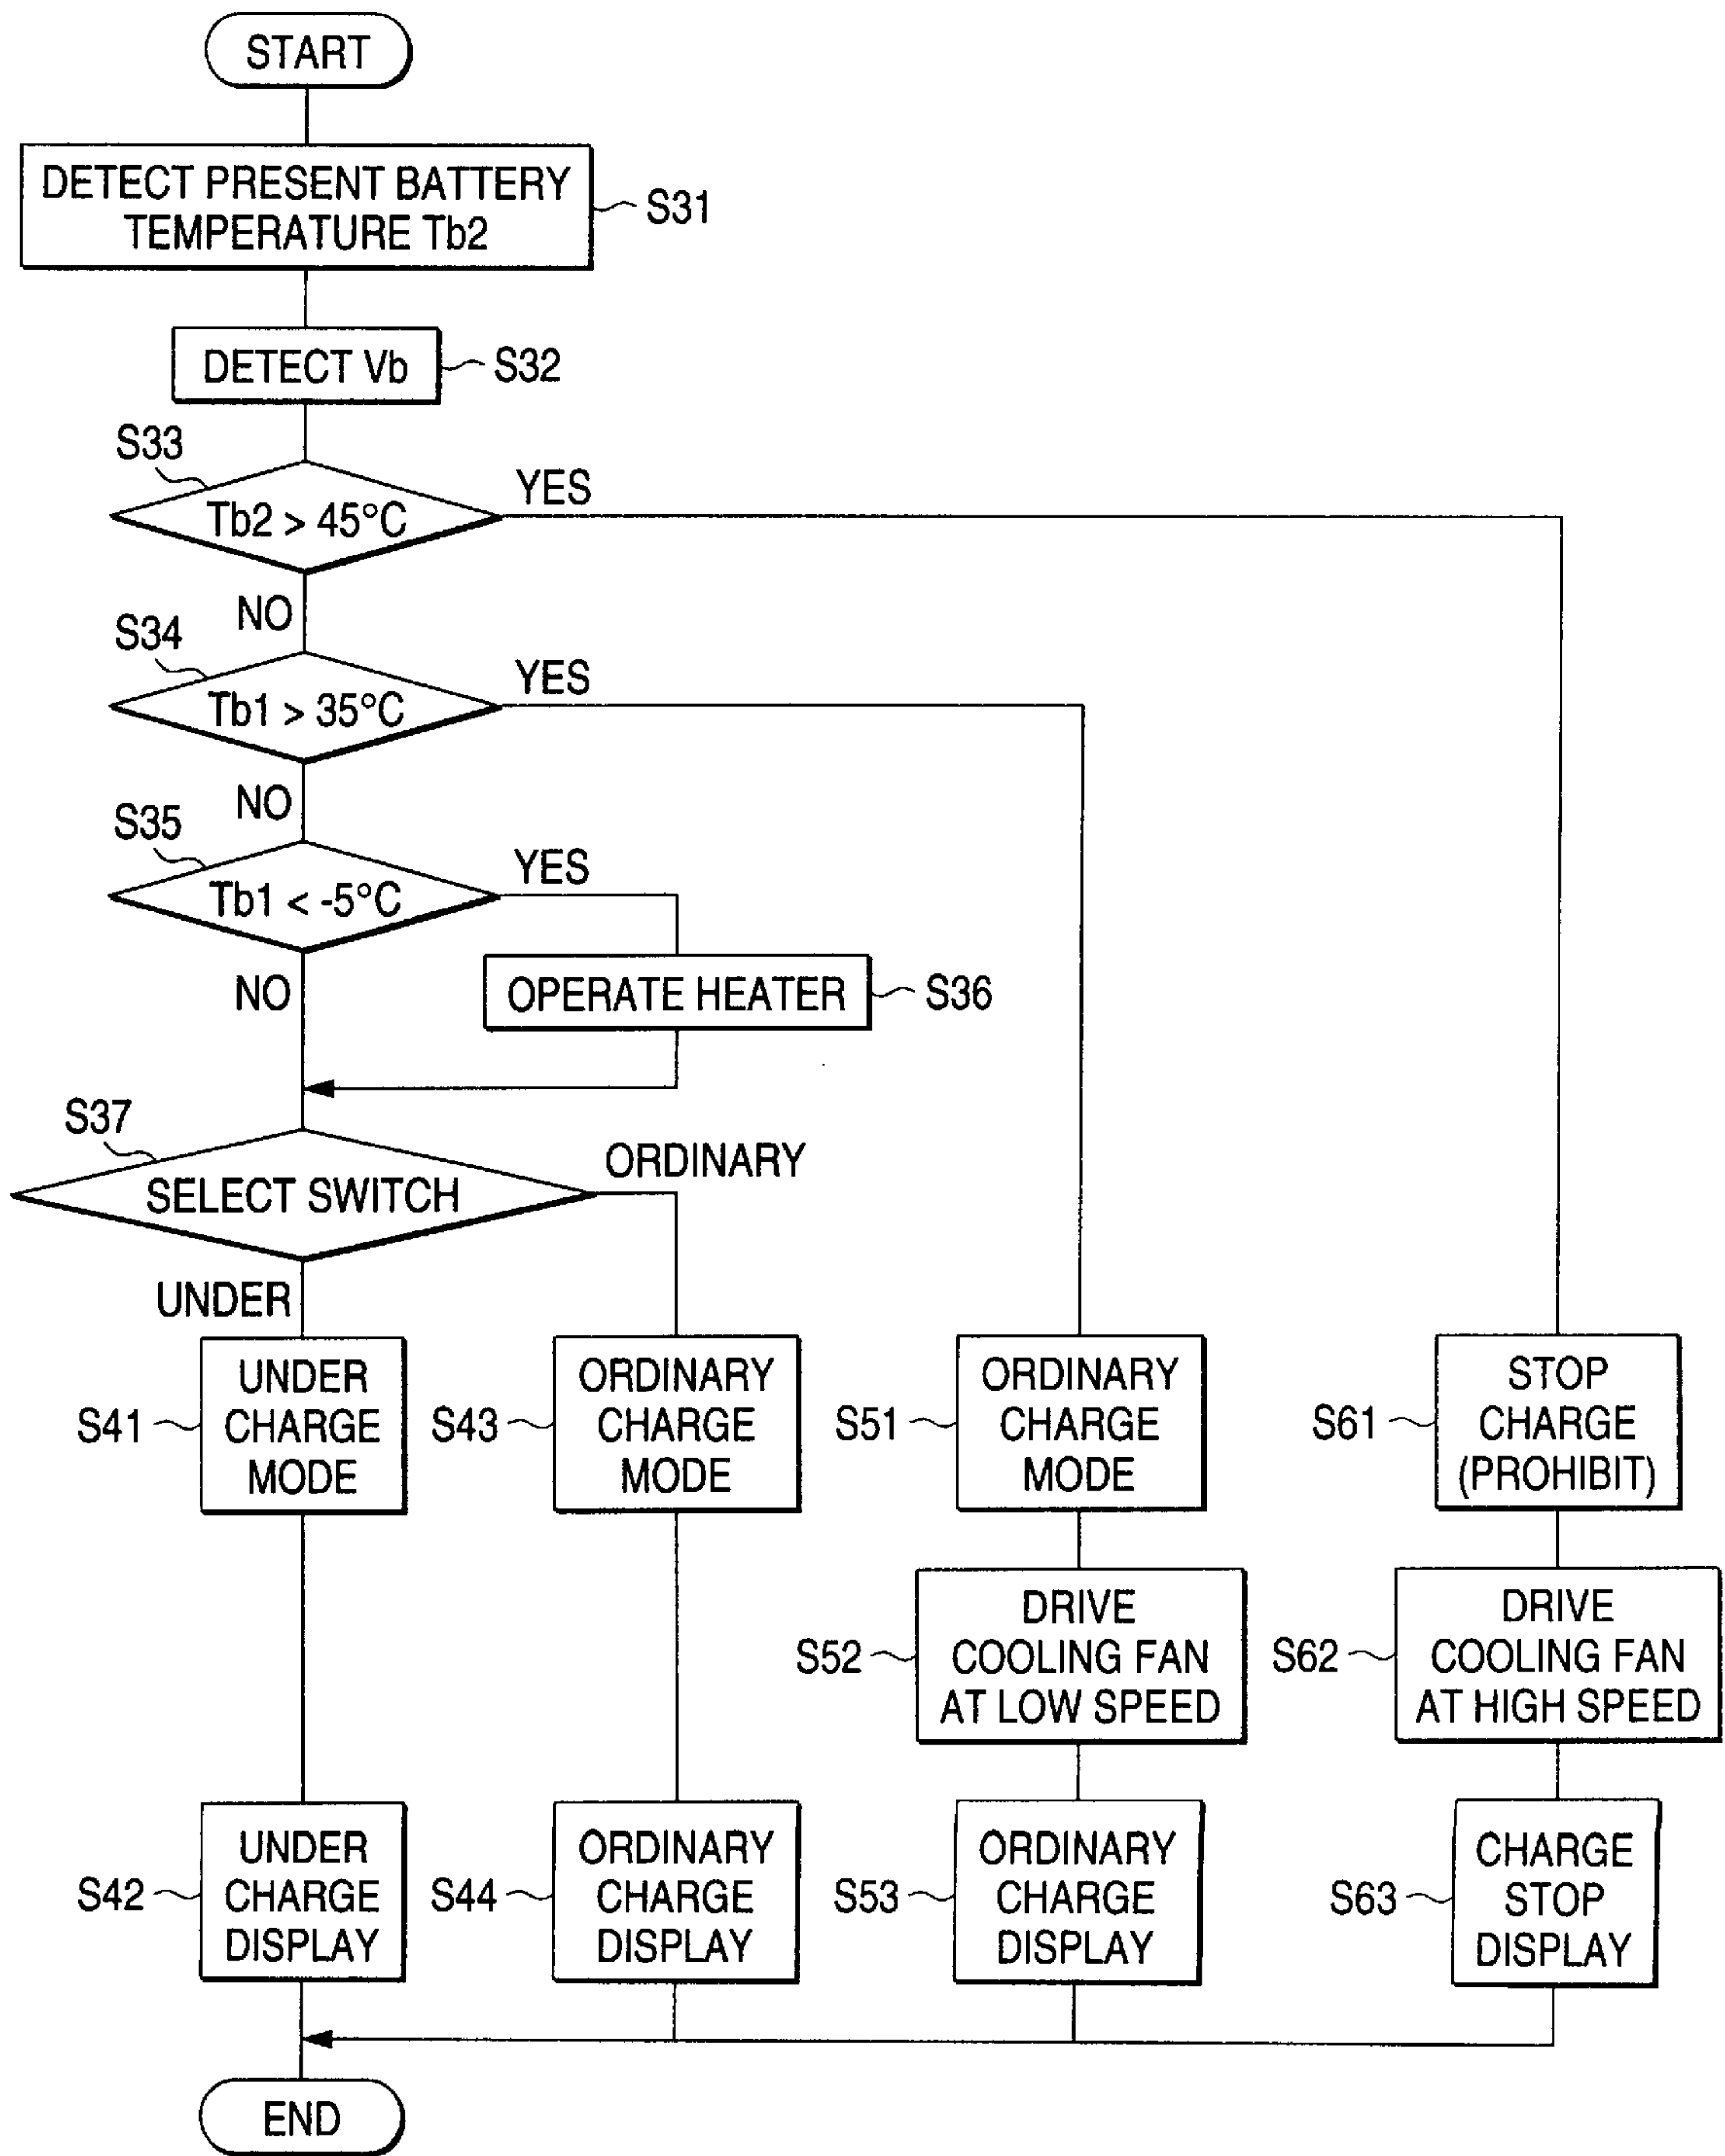 START
DETECT PRESENT BATTERY
TEMPERATURE Tb2
S31
DETECT Vb
S32
S33
Tb2 > 45°C
YES
NO
S34
Tb1 > 35°C
YES
NO
S35
Tb1 < -5°C
YES
NO
OPERATE HEATER
S36
S37
SELECT SWITCH
ORDINARY
UNDER
S41
UNDER
CHARGE
MODE
S43
ORDINARY
CHARGE
MODE
S51
ORDINARY
CHARGE
MODE
S61
STOP
CHARGE
(PROHIBIT)
S52
DRIVE
COOLING FAN
AT LOW SPEED
S62
DRIVE
COOLING FAN
AT HIGH SPEED
S42
UNDER
CHARGE
DISPLAY
S44
ORDINARY
CHARGE
DISPLAY
S53
ORDINARY
CHARGE
DISPLAY
S63
CHARGE
STOP
DISPLAY
END